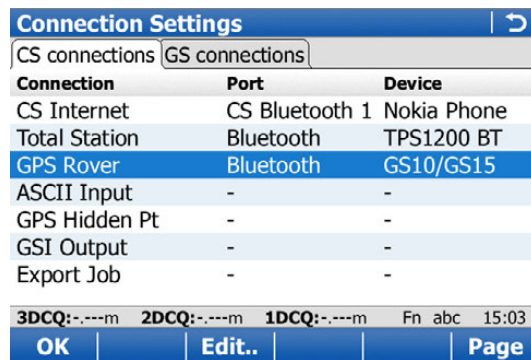 Connection Settings
CS connections GS connections
Connection Port Device
CS Internet CS Bluetooth 1 Nokia Phone
Total Station Bluetooth TPS1200 BT
GPS Rover Bluetooth GS10/GS15
ASCII Input - -
GPS Hidden Pt - -
GSI Output - -
Export Job - -
3DCQ:-.---m 2DCQ:-.---m 1DCQ:-.---m Fn abc 15:03
OK Edit.. Page